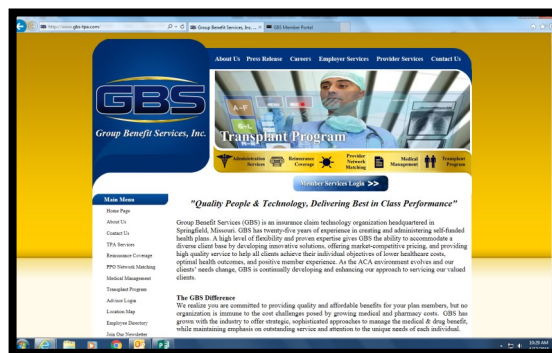 http://www.gbs-tpa.com/
Group Benefit Services, Inc. ...
GBS Member Portal
About Us Press Release Careers Employer Services Provider Services Contact Us
GBS
Group Benefit Services, Inc.
A-F
G-L
Transplant Program
Administration Services
Reinsurance Coverage
Provider Network Matching
Medical Management
Transplant Program
Member Services Login >>
Main Menu
Home Page
About Us
Contact Us
TPA Services
Reinsurance Coverage
PPO Network Matching
Medical Management
Transplant Program
Advisor Login
Location Map
Employee Directory
Join Our Newsletter
"Quality People & Technology, Delivering Best in Class Performance"
Group Benefit Services (GBS) is an insurance claim technology organization headquartered in
Springfield, Missouri. GBS has twenty-five years of experience in creating and administering self-funded
health plans. A high level of flexibility and proven expertise gives GBS the ability to accommodate a
diverse client base by developing innovative solutions, offering market-competitive pricing, and providing
high quality service to help all clients achieve their individual objectives of lower healthcare costs,
optimal health outcomes, and positive member experience. As the ACA environment evolves and our
clients' needs change, GBS is continually developing and enhancing our approach to servicing our valued
clients.
The GBS Difference
We realize you are committed to providing quality and affordable benefits for your plan members, but no
organization is immune to the cost challenges posed by growing medical and pharmacy costs. GBS has
grown with the industry to offer strategic, sophisticated approaches to manage the medical & drug benefit,
while maintaining emphasis on outstanding service and attention to the unique needs of each individual.
10:29 AM